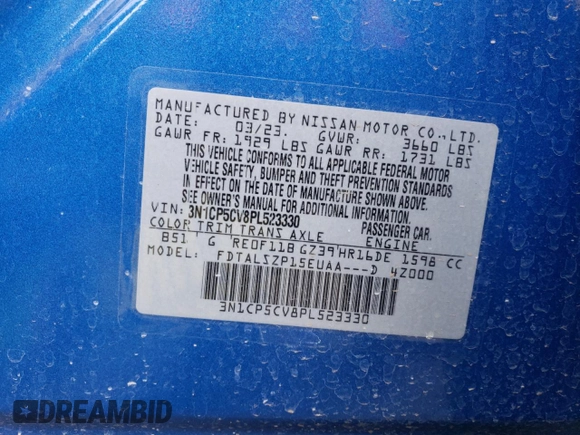 MANUFACTURED BY NISSAN MOTOR CO.,LTD.
DATE: 03/23. GVWR: 3660 LBS
GAWR FR: 1929 LBS GAWR RR: 1731 LBS
THIS VEHICLE CONFORMS TO ALL APPLICABLE FEDERAL MOTOR
VEHICLE SAFETY, BUMPER, AND THEFT PREVENTION STANDARDS
IN EFFECT ON THE DATE OF MANUFACTURE SHOWN ABOVE.
SEE OWNER'S MANUAL FOR ADDITIONAL INFORMATION
VIN: 3N1CP5CV8PL523330 PASSENGER CAR.
COLOR TRIM TRANS AXLE ENGINE
B51 G RE0F11B GZ39 HR16DE 1598 CC
MODEL: FDTALSZP15EUAA---D 4Z000
3N1CP5CV8PL523330
DREAMBID